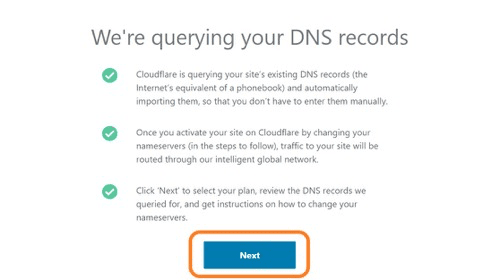 We're querying your DNS records
Cloudflare is querying your site's existing DNS records (the
Internet's equivalent of a phonebook) and automatically
importing them, so that you don't have to enter them manually.
Once you activate your site on Cloudflare by changing your
nameservers (in the steps to follow), traffic to your site will be
routed through our intelligent global network.
Click 'Next' to select your plan, review the DNS records we
queried for, and get instructions on how to change your
nameservers.
Next